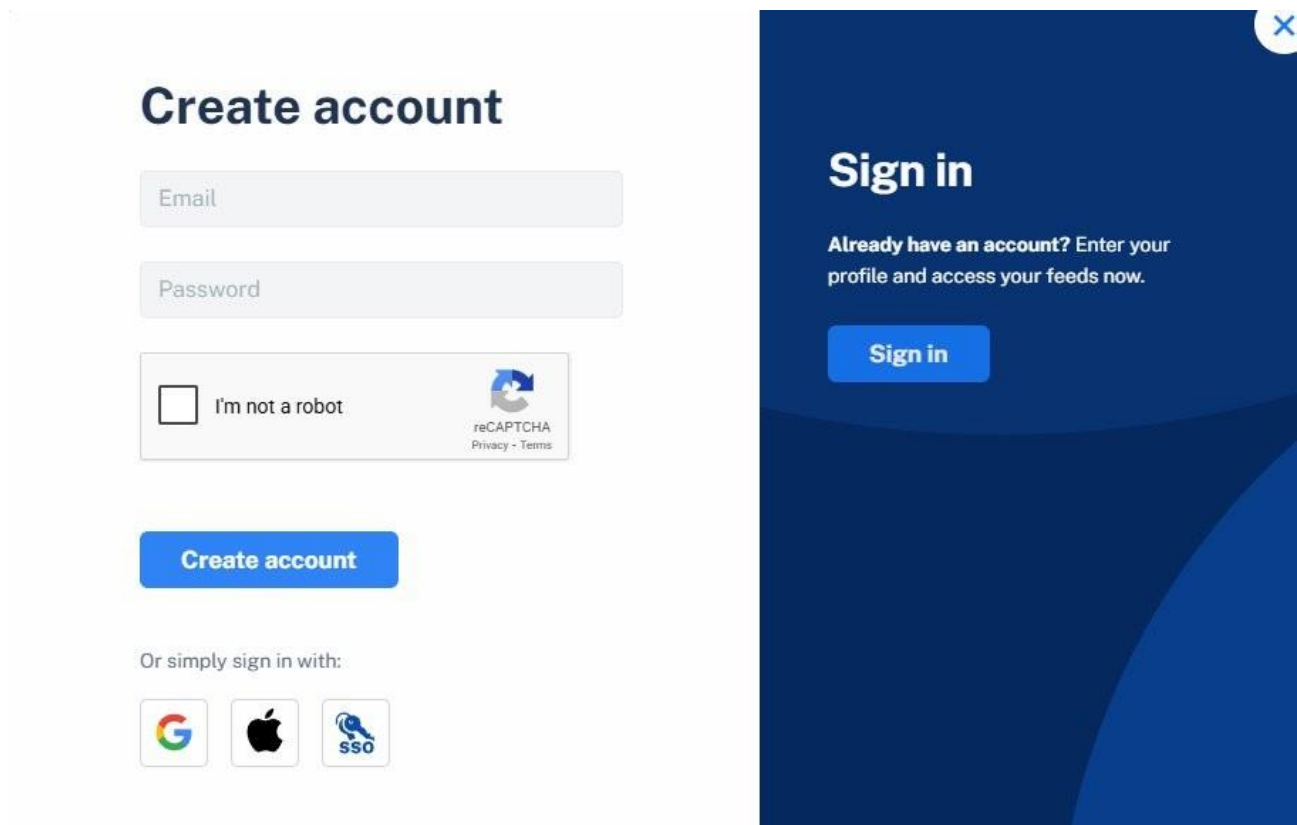 Create account
Email
Password
I'm not a robot
reCAPTCHA
Privacy - Terms
Create account
Or simply sign in with:
SSO
Sign in
Already have an account? Enter your
profile and access your feeds now.
Sign in